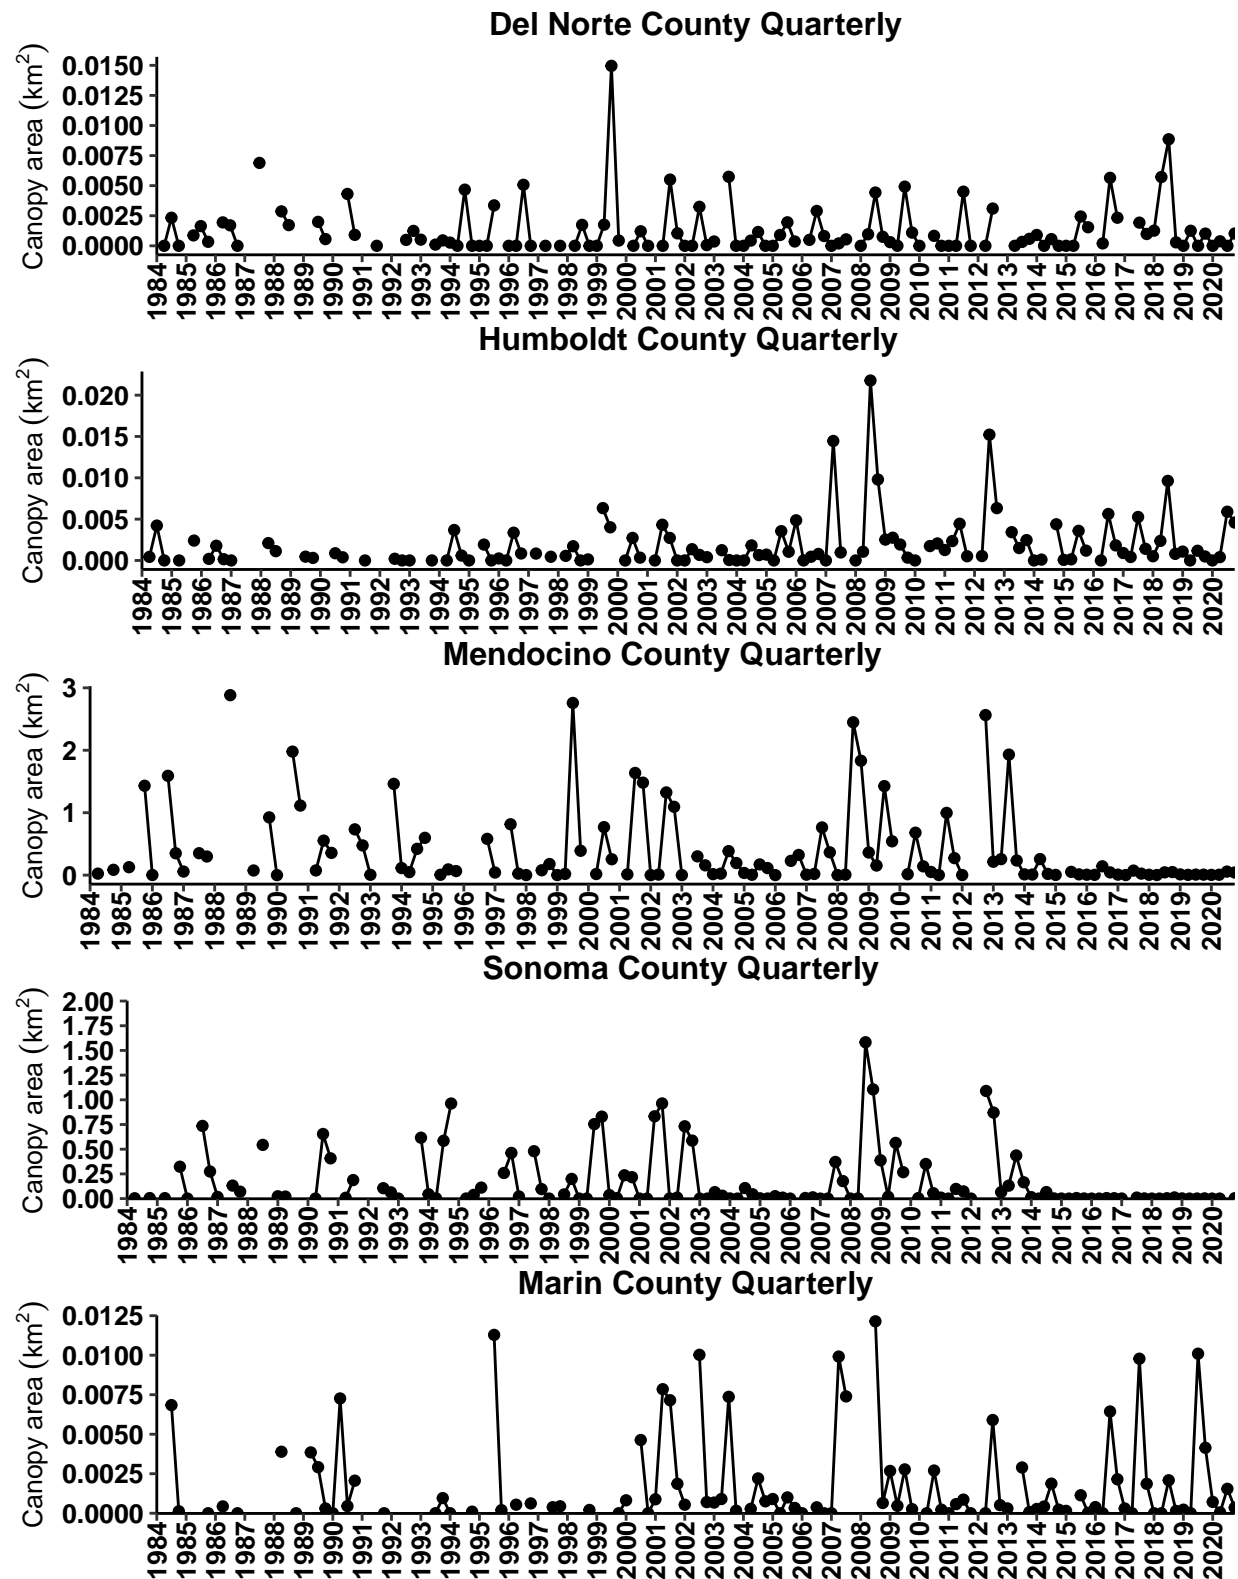 Del Norte County Quarterly
Canopy area (km²)
0.0150
0.0125
0.0100
0.0075
0.0050
0.0025
0.0000
1984 1985 1986 1987 1988 1989 1990 1991 1992 1993 1994 1995 1996 1997 1998 1999 2000 2001 2002 2003 2004 2005 2006 2007 2008 2009 2010 2011 2012 2013 2014 2015 2016 2017 2018 2019 2020
Humboldt County Quarterly
Canopy area (km²)
0.020
0.015
0.010
0.005
0.000
1984 1985 1986 1987 1988 1989 1990 1991 1992 1993 1994 1995 1996 1997 1998 1999 2000 2001 2002 2003 2004 2005 2006 2007 2008 2009 2010 2011 2012 2013 2014 2015 2016 2017 2018 2019 2020
Mendocino County Quarterly
Canopy area (km²)
3
2
1
0
1984 1985 1986 1987 1988 1989 1990 1991 1992 1993 1994 1995 1996 1997 1998 1999 2000 2001 2002 2003 2004 2005 2006 2007 2008 2009 2010 2011 2012 2013 2014 2015 2016 2017 2018 2019 2020
Sonoma County Quarterly
Canopy area (km²)
2.00
1.75
1.50
1.25
1.00
0.75
0.50
0.25
0.00
1984 1985 1986 1987 1988 1989 1990 1991 1992 1993 1994 1995 1996 1997 1998 1999 2000 2001 2002 2003 2004 2005 2006 2007 2008 2009 2010 2011 2012 2013 2014 2015 2016 2017 2018 2019 2020
Marin County Quarterly
Canopy area (km²)
0.0125
0.0100
0.0075
0.0050
0.0025
0.0000
1984 1985 1986 1987 1988 1989 1990 1991 1992 1993 1994 1995 1996 1997 1998 1999 2000 2001 2002 2003 2004 2005 2006 2007 2008 2009 2010 2011 2012 2013 2014 2015 2016 2017 2018 2019 2020